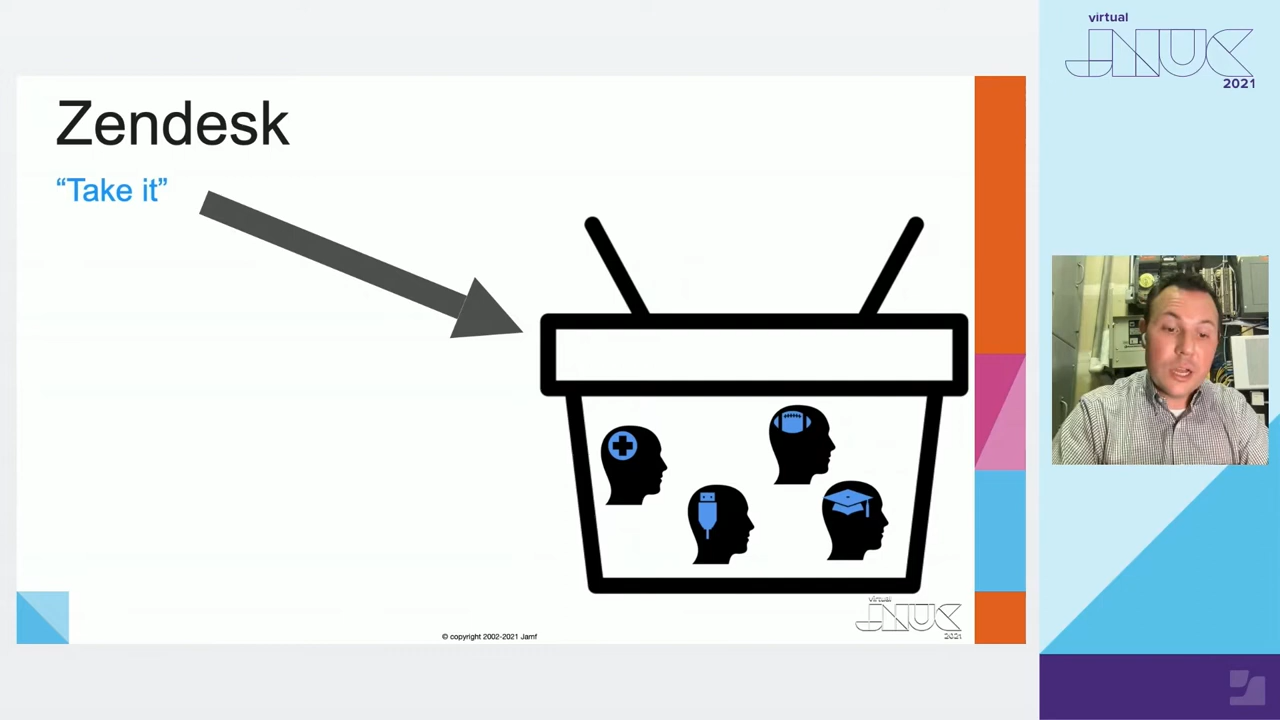 Zendesk
“Take it”
© copyright 2002-2021 Jamf
virtual
JNUC
2021
virtual
JNUC
2021